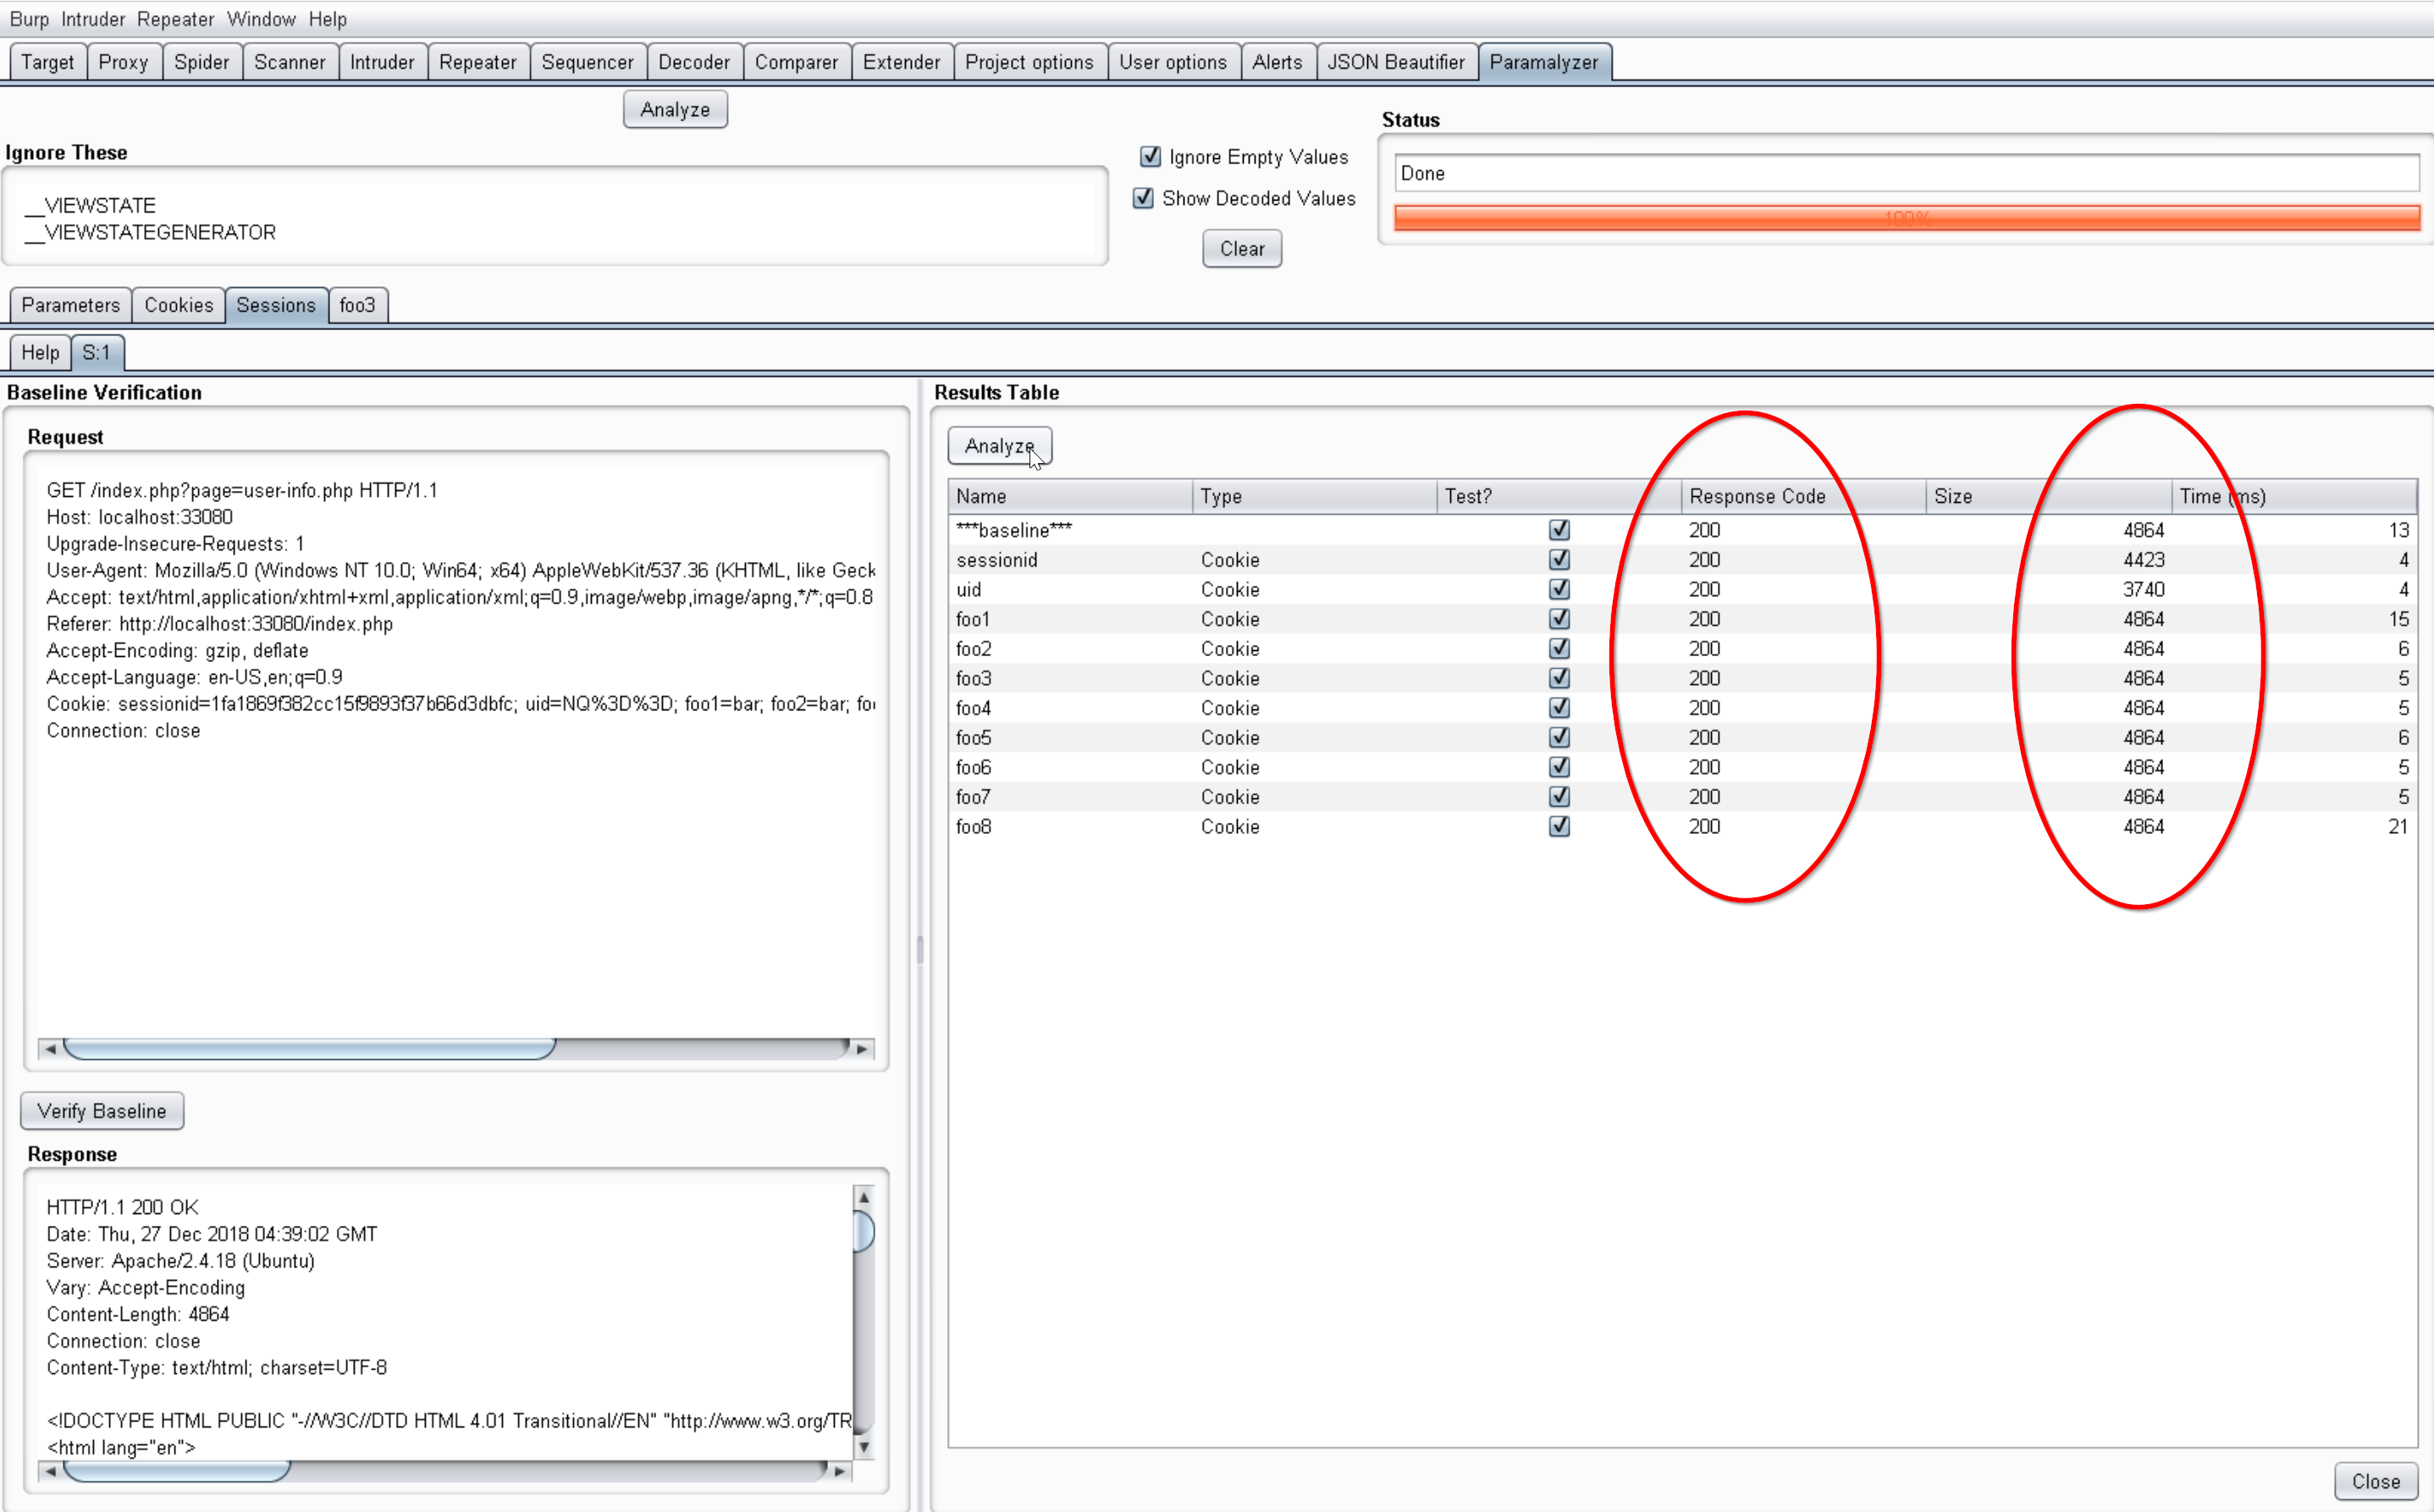 Burp Intruder Repeater Window Help
Target Proxy Spider Scanner Intruder Repeater Sequencer Decoder Comparer Extender Project options User options Alerts JSON Beautifier Paramalyzer
Analyze
Status
Ignore These
Ignore Empty Values
Done
__VIEWSTATE
Show Decoded Values
100%
__VIEWSTATEGENERATOR
Clear
Parameters Cookies Sessions foo3
Help S:1
Baseline Verification
Request
GET /index.php?page=user-info.php HTTP/1.1
Host: localhost:33080
Upgrade-Insecure-Requests: 1
User-Agent: Mozilla/5.0 (Windows NT 10.0; Win64; x64) AppleWebKit/537.36 (KHTML, like Geck
Accept: text/html,application/xhtml+xml,application/xml;q=0.9,image/webp,image/apng,*/*;q=0.8
Referer: http://localhost:33080/index.php
Accept-Encoding: gzip, deflate
Accept-Language: en-US,en;q=0.9
Cookie: sessionid=1fa1869f382cc15f9893f37b66d3dbfc; uid=NQ%3D%3D; foo1=bar; foo2=bar; fo
Connection: close
Verify Baseline
Response
HTTP/1.1 200 OK
Date: Thu, 27 Dec 2018 04:39:02 GMT
Server: Apache/2.4.18 (Ubuntu)
Vary: Accept-Encoding
Content-Length: 4864
Connection: close
Content-Type: text/html; charset=UTF-8
<!DOCTYPE HTML PUBLIC "-//W3C//DTD HTML 4.01 Transitional//EN" "http://www.w3.org/TR
<html lang="en">
Results Table
Analyze
Name Type Test? Response Code Size Time (ms)
***baseline*** 200 4864 13
sessionid Cookie 200 4423 4
uid Cookie 200 3740 4
foo1 Cookie 200 4864 15
foo2 Cookie 200 4864 6
foo3 Cookie 200 4864 5
foo4 Cookie 200 4864 5
foo5 Cookie 200 4864 6
foo6 Cookie 200 4864 5
foo7 Cookie 200 4864 5
foo8 Cookie 200 4864 21
Close